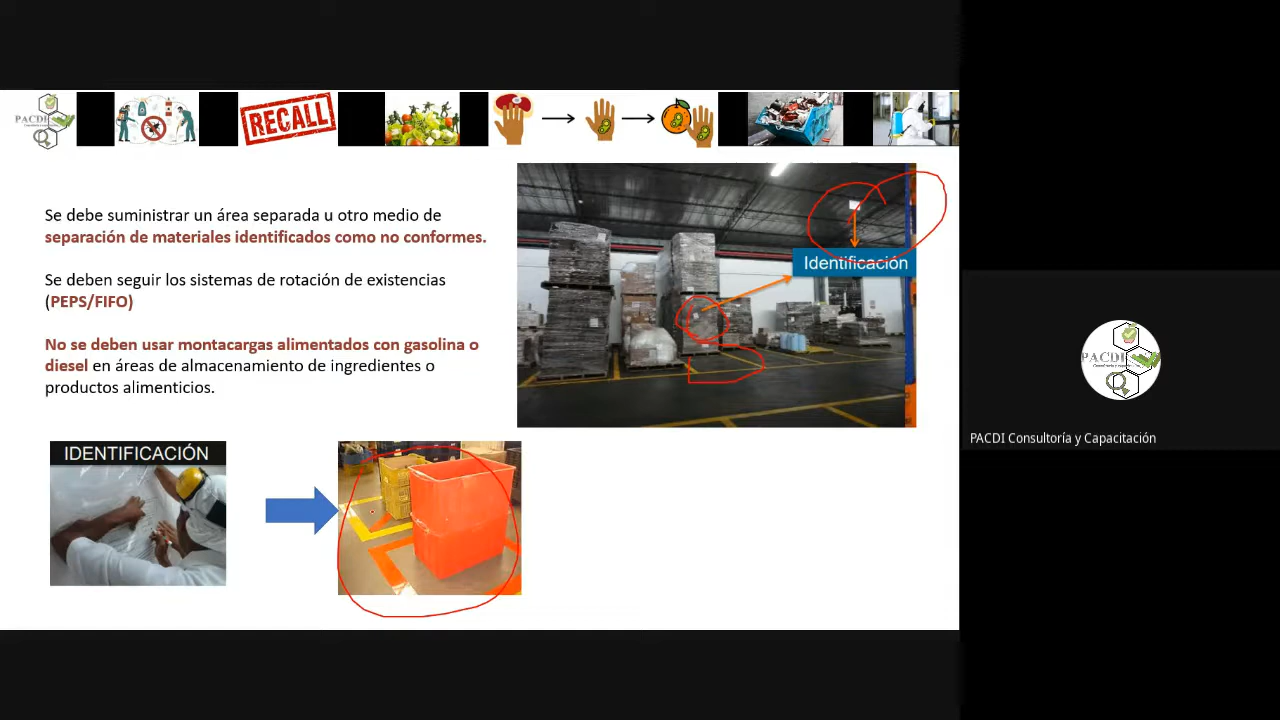 PACDI
RECALL
Se debe suministrar un área separada u otro medio de
separación de materiales identificados como no conformes.
Se deben seguir los sistemas de rotación de existencias
(PEPS/FIFO)
No se deben usar montacargas alimentados con gasolina o
diesel en áreas de almacenamiento de ingredientes o
productos alimenticios.
Identificación
IDENTIFICACIÓN
PACDI
PACDI Consultoría y Capacitación